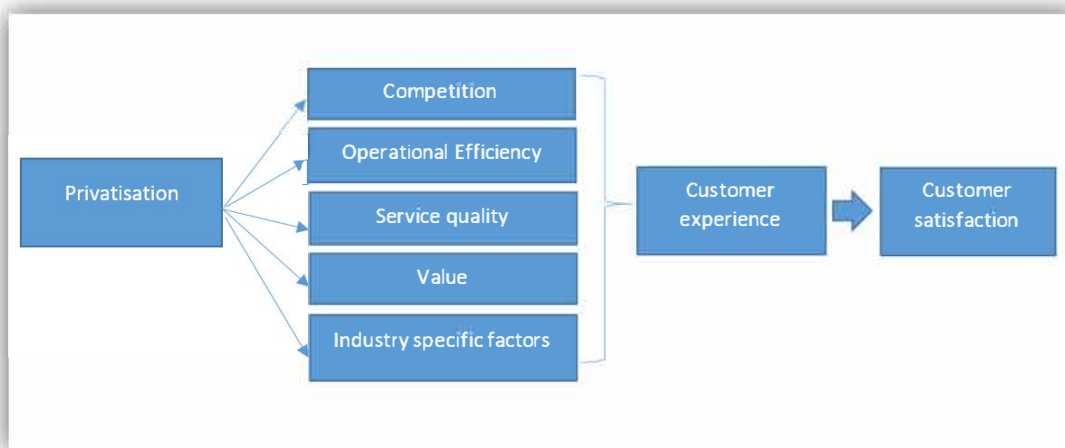 Privatisation
Competition
Operational Efficiency
Service quality
Value
Industry specific factors
Customer
experience
Customer
satisfaction